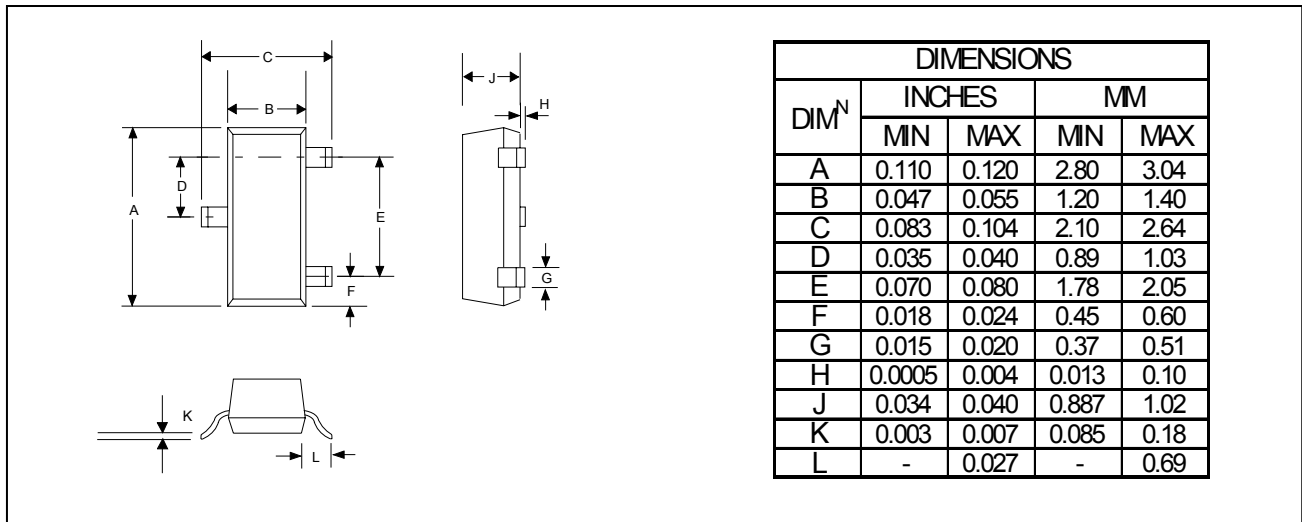 C
B
J
H
D
A
E
F
G
K
L
DIMENSIONS
DIM^N INCHES MM
MIN MAX MIN MAX
A 0.110 0.120 2.80 3.04
B 0.047 0.055 1.20 1.40
C 0.083 0.104 2.10 2.64
D 0.035 0.040 0.89 1.03
E 0.070 0.080 1.78 2.05
F 0.018 0.024 0.45 0.60
G 0.015 0.020 0.37 0.51
H 0.0005 0.004 0.013 0.10
J 0.034 0.040 0.887 1.02
K 0.003 0.007 0.085 0.18
L - 0.027 - 0.69